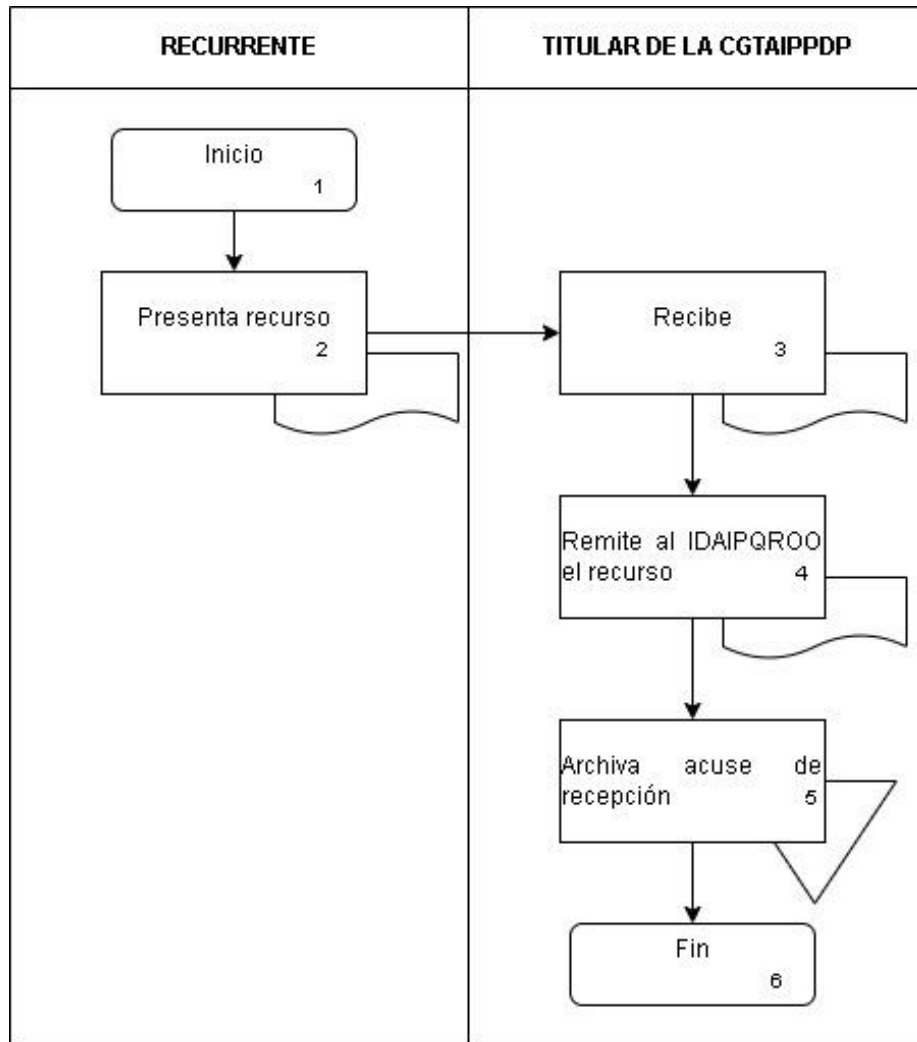 RECURRENTE
TITULAR DE LA CGTAIPPDP
Inicio
1
Presenta recurso
2
Recibe
3
Remite al IDAIPQROO
el recurso 4
Archiva acuse de
recepción 5
Fin
6